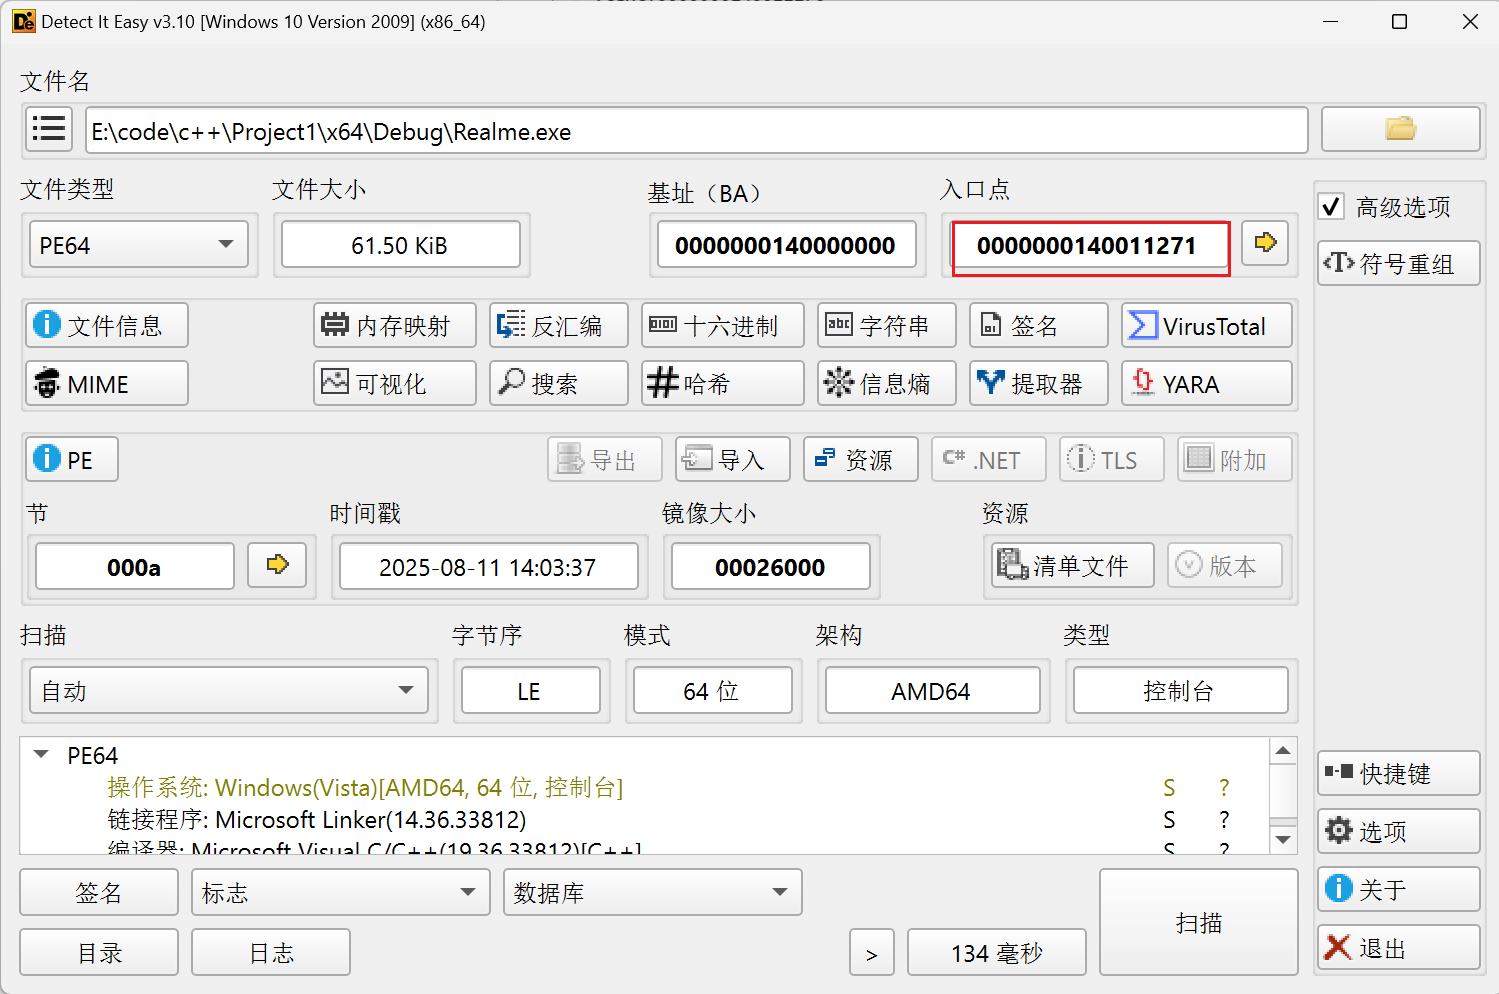 Detect It Easy v3.10 [Windows 10 Version 2009] (x86_64)
文件名
E:\code\c++\Project1\x64\Debug\Realme.exe
文件类型 文件大小 基址（BA） 入口点
PE64 61.50 KiB 0000000140000000 0000000140011271
高级选项
符号重组
文件信息 内存映射 反汇编 十六进制 字符串 签名 VirusTotal
MIME 可视化 搜索 哈希 信息熵 提取器 YARA
PE 导出 导入 资源 C# .NET TLS 附加
节 时间戳 镜像大小 资源
000a 2025-08-11 14:03:37 00026000 清单文件 版本
扫描 字节序 模式 架构 类型
自动 LE 64 位 AMD64 控制台
PE64
操作系统: Windows(Vista)[AMD64, 64 位, 控制台] S ?
链接程序: Microsoft Linker(14.36.33812) S ?
编译器: Microsoft Visual C/C++(19.36.33812)[C++] S ?
快捷键
选项
关于
退出
签名 标志 数据库 扫描
目录 日志 > 134 毫秒